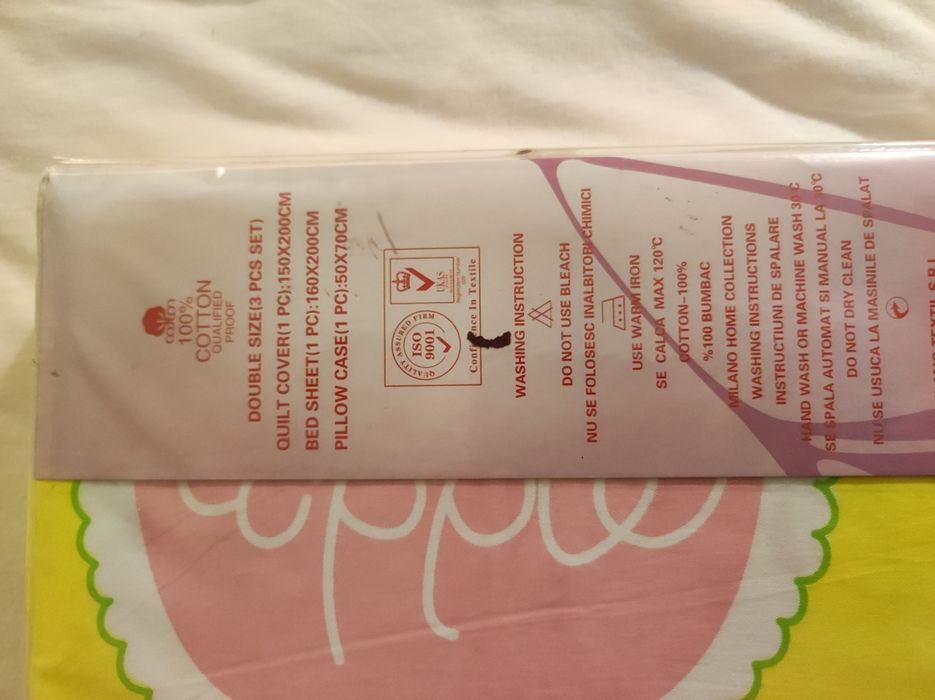 COTTON
100%
COTTON
QUALIFIED
PROOF
DOUBLE SIZE(3 PCS SET)
QUILT COVER(1 PC):150X200CM
BED SHEET(1 PC):160X200CM
PILLOW CASE(1 PC):50X70CM
QUALITY ASSURED FIRM
ISO
9001
UKAS
Confidence In Textile
WASHING INSTRUCTION
DO NOT USE BLEACH
NU SE FOLOSESC INALBITORI CHIMICI
USE WARM IRON
SE CALCA MAX 120°C
COTTON-100%
%100 BUMBAC
MILANO HOME COLLECTION
WASHING INSTRUCTIONS
INSTRUCTIUNI DE SPALARE
HAND WASH OR MACHINE WASH 30°C
SE SPALA AUTOMAT SI MANUAL LA 30°C
DO NOT DRY CLEAN
NU SE USUCA LA MASINILE DE SPALAT
apple